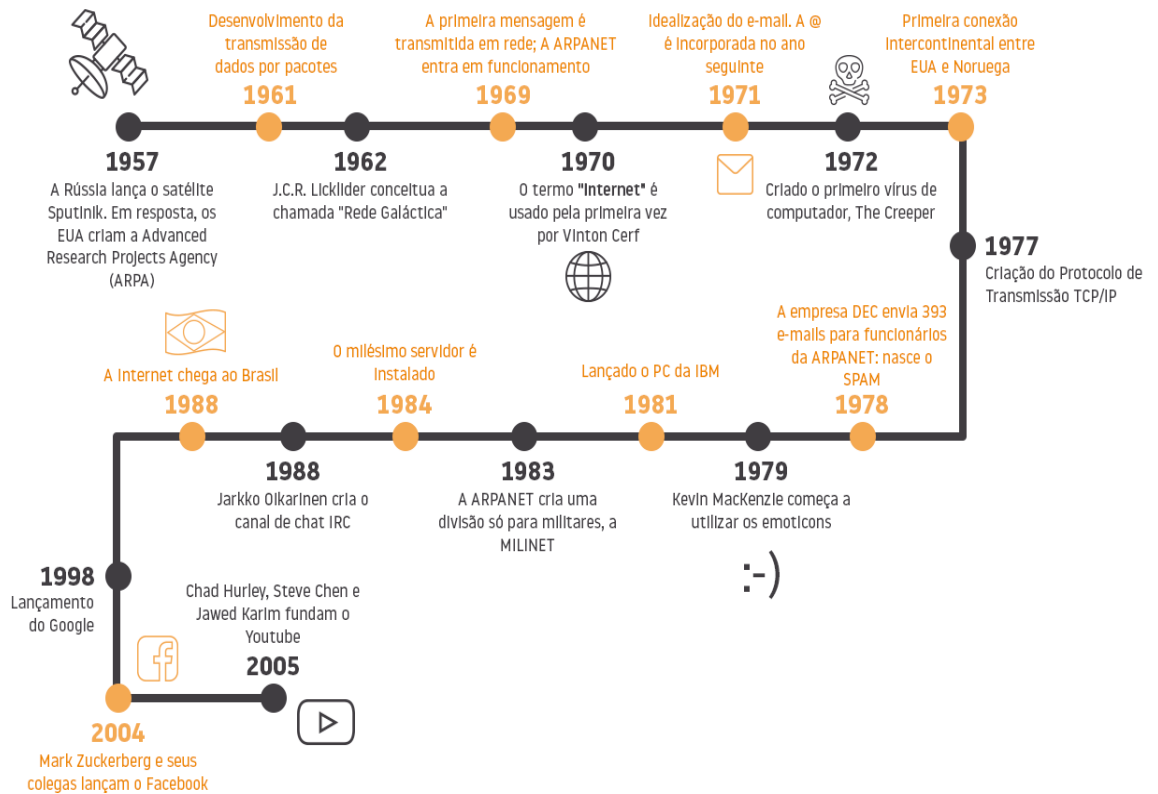 Desenvolvimento da
transmissão de
dados por pacotes
1961
A primeira mensagem é
transmitida em rede; A ARPANET
entra em funcionamento
1969
Idealização do e-mail. A @
é incorporada no ano
seguinte
1971
Primeira conexão
intercontinental entre
EUA e Noruega
1973
1957
A Rússia lança o satélite
Sputinik. Em resposta, os
EUA criam a Advanced
Research Projects Agency
(ARPA)
1962
J.C.R. Licklider conceitua a
chamada "Rede Galáctica"
1970
O termo "Internet" é
usado pela primeira vez
por Vinton Cerf
1972
Criado o primeiro vírus de
computador, The Creeper
1977
Criação do Protocolo de
Transmissão TCP/IP
A empresa DEC envia 393
e-mails para funcionários
da ARPANET: nasce o
SPAM
1978
Lançado o PC da IBM
1981
O milésimo servidor é
instalado
1984
A Internet chega ao Brasil
1988
1979
Kevin MacKenzie começa a
utilizar os emoticons
:-)
1983
A ARPANET cria uma
divisão só para militares, a
MILINET
1988
Jarkko Oikarinen cria o
canal de chat IRC
1998
Lançamento
do Google
2004
Mark Zuckerberg e seus
colegas lançam o Facebook
Chad Hurley, Steve Chen e
Jawed Karim fundam o
Youtube
2005